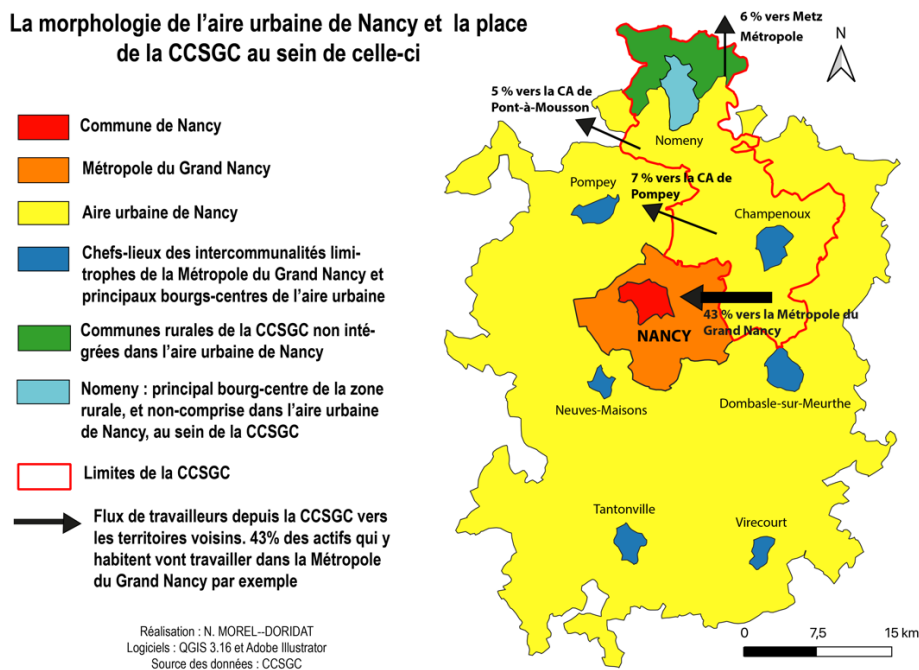 La morphologie de l'aire urbaine de Nancy et la place
de la CCSGC au sein de celle-ci
Commune de Nancy
Métropole du Grand Nancy
Aire urbaine de Nancy
Chefs-lieux des intercommunalités limi-
trophes de la Métropole du Grand Nancy et
principaux bourgs-centres de l'aire urbaine
Communes rurales de la CCSGC non inté-
grées dans l'aire urbaine de Nancy
Nomeny : principal bourg-centre de la zone
rurale, et non-comprise dans l'aire urbaine
de Nancy, au sein de la CCSGC
Limites de la CCSGC
Flux de travailleurs depuis la CCSGC vers
les territoires voisins. 43% des actifs qui y
habitent vont travailler dans la Métropole
du Grand Nancy par exemple
Réalisation : N. MOREL--DORIDAT
Logiciels : QGIS 3.16 et Adobe Illustrator
Source des données : CCSGC
6 % vers Metz
Métropole
N
5 % vers la CA de
Pont-à-Mousson
Nomeny
Pompey
7 % vers la CA de
Pompey
Champenoux
43 % vers la Métropole du
Grand Nancy
NANCY
Neuves-Maisons
Dombasle-sur-Meurthe
Tantonville
Virecourt
0 7,5 15 km